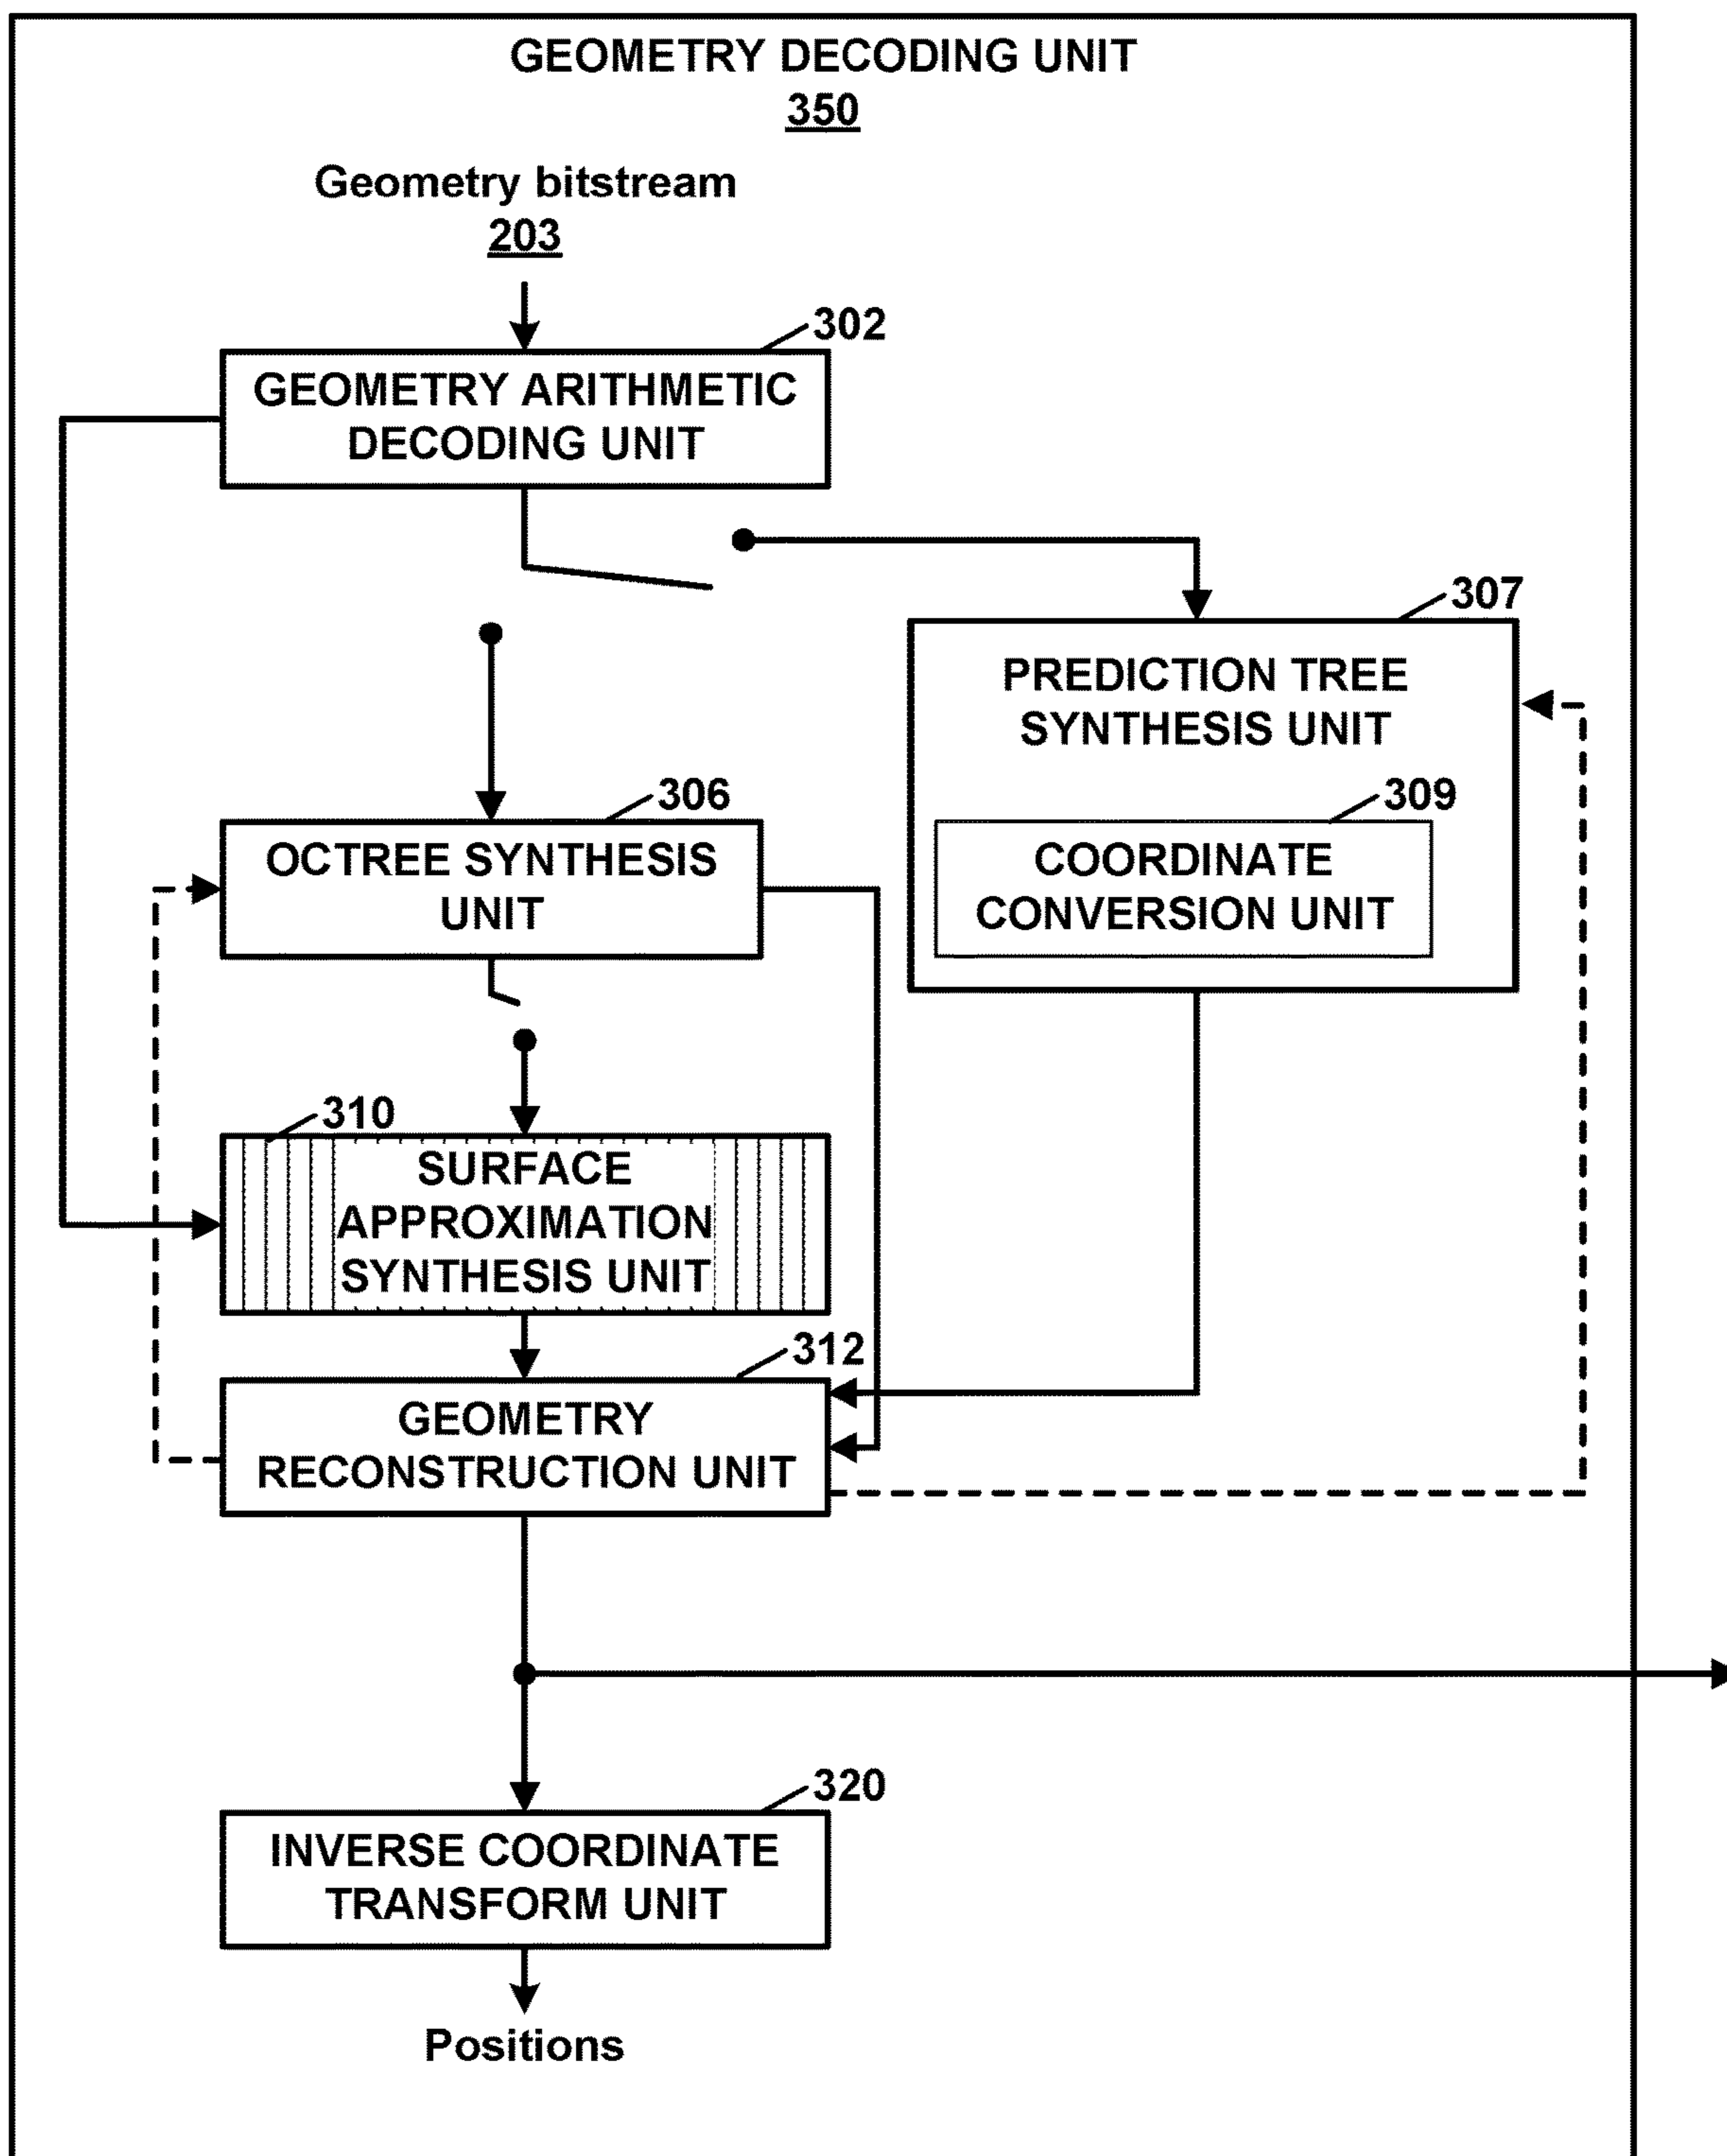 GEOMETRY DECODING UNIT
350
Geometry bitstream
203
302
GEOMETRY ARITHMETIC
DECODING UNIT
307
PREDICTION TREE
SYNTHESIS UNIT
306
309
OCTREE SYNTHESIS
UNIT
COORDINATE
CONVERSION UNIT
310
SURFACE
APPROXIMATION
SYNTHESIS UNIT
312
GEOMETRY
RECONSTRUCTION UNIT
320
INVERSE COORDINATE
TRANSFORM UNIT
Positions